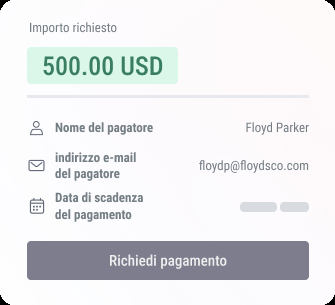 Importo richiesto
500.00 USD
Nome del pagatore Floyd Parker
indirizzo e-mail
del pagatore floydp@floydsco.com
Data di scadenza
del pagamento
Richiedi pagamento